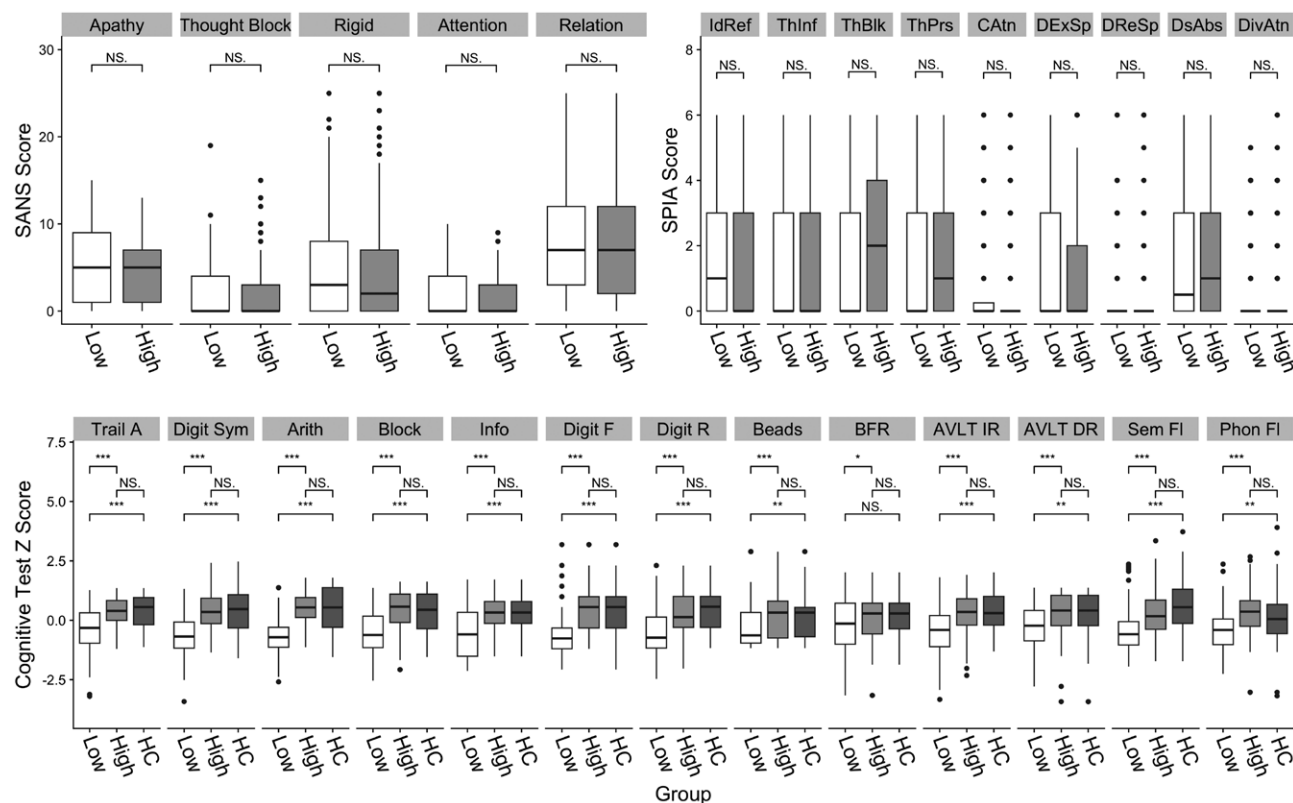 Apathy Thought Block Rigid Attention Relation
SANS Score
30
20
10
0
NS. NS. NS. NS. NS.
Low High Low High Low High Low High Low High
IdRef ThInf ThBlk ThPrs CAtn DExSp DReSp DsAbs DivAtn
SPIA Score
8
6
4
2
0
NS. NS. NS. NS. NS. NS. NS. NS. NS.
Low High Low High Low High Low High Low High Low High Low High Low High Low High
Trail A Digit Sym Arith Block Info Digit F Digit R Beads BFR AVLT IR AVLT DR Sem Fl Phon Fl
Cognitive Test Z Score
7.5
5.0
2.5
0.0
-2.5
*** *** *** *** *** *** *** *** * *** *** *** ***
NS. NS. NS. NS. NS. NS. NS. NS. NS. NS. NS. NS. NS.
*** *** *** *** *** *** *** ** NS. *** ** *** **
Low High HC Low High HC Low High HC Low High HC Low High HC Low High HC Low High HC Low High HC Low High HC Low High HC Low High HC Low High HC Low High HC
Group